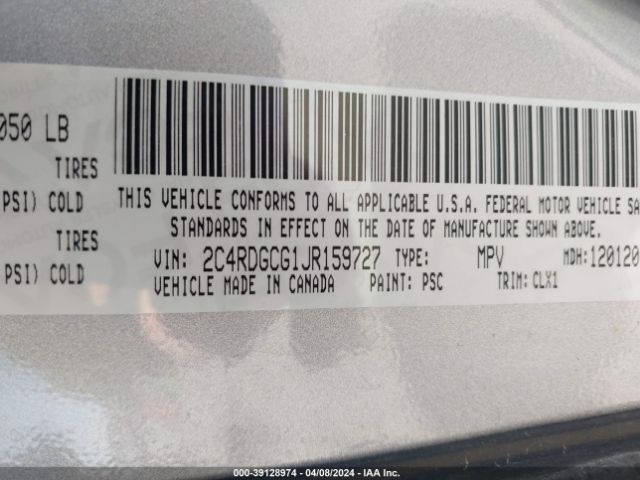 050 LB
TIRES
PSI) COLD
TIRES
PSI) COLD
THIS VEHICLE CONFORMS TO ALL APPLICABLE U.S.A. FEDERAL MOTOR VEHICLE SA
STANDARDS IN EFFECT ON THE DATE OF MANUFACTURE SHOWN ABOVE.
VIN: 2C4RDGCG1JR159727 TYPE: MPV MDH:120120
VEHICLE MADE IN CANADA PAINT: PSC TRIM: CLX1
000-39128974 | 04/08/2024 | IAA Inc.